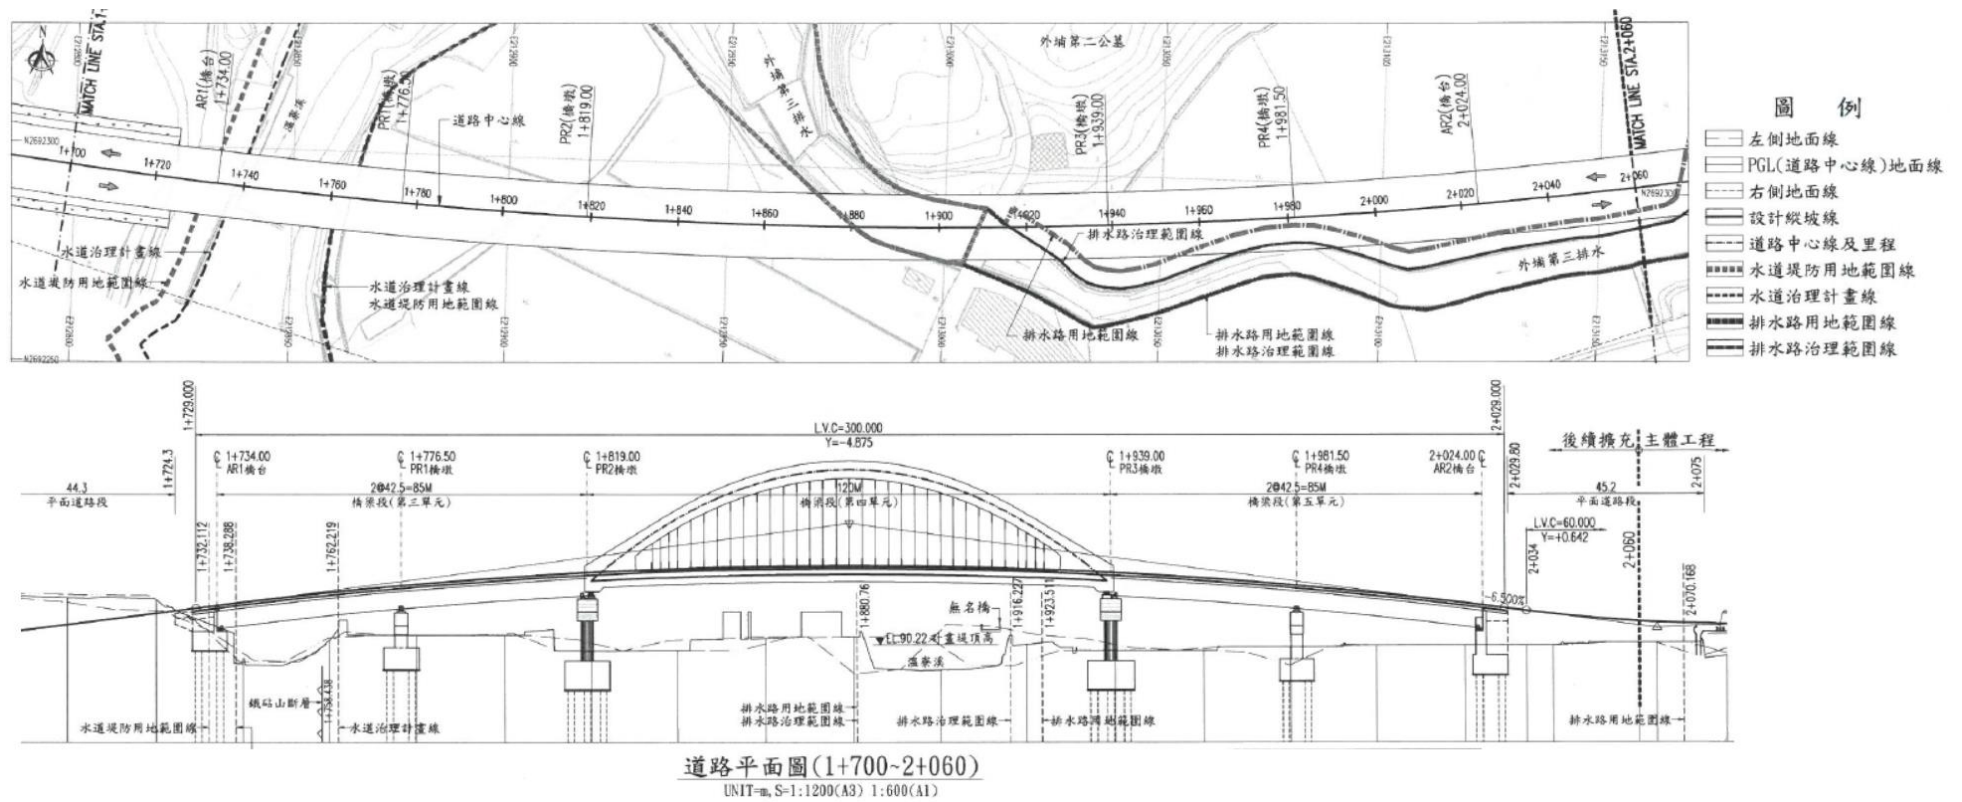 N
MATCH LINE STA.1
AR1(橋台)
1+734.00
PR1(橋墩)
1+776.50
PR2(橋墩)
1+819.00
外埔第三排水
外埔第二公墓
PR3(橋墩)
1+939.00
PR4(橋墩)
1+981.50
AR2(橋台)
2+024.00
MATCH LINE STA.2+060
道路中心線
N2692300
1+700
1+720
1+740
1+760
1+780
1+800
1+820
1+840
1+860
1+880
1+900
1+920
1+940
1+960
1+980
2+000
2+020
2+040
2+060
水道治理計畫線
水道堤防用地範圍線
水道治理計畫線
水道堤防用地範圍線
排水路治理範圍線
排水路用地範圍線
排水路用地範圍線
排水路治理範圍線
外埔第三排水
N2692250
圖 例
左側地面線
PGL(道路中心線)地面線
右側地面線
設計縱坡線
道路中心線及里程
水道堤防用地範圍線
水道治理計畫線
排水路用地範圍線
排水路治理範圍線
1+729.000
2+029.000
L.V.C=300.000
Y=-4.875
1+724.3
1+734.00
AR1橋台
1+776.50
PR1橋墩
1+819.00
PR2橋墩
1+939.00
PR3橋墩
1+981.50
PR4橋墩
2+024.00
AR2橋台
2+029.80
後續擴充
主體工程
2+075
44.3
平面道路段
2@42.5=85M
橋梁段(第三單元)
120M
橋梁段(第四單元)
2@42.5=85M
橋梁段(第五單元)
45.2
平面道路段
L.V.C=60.000
Y=+0.642
1+732.112
1+738.288
1+762.219
2+034
2+060
2+070.168
-6.500%
1+880.76
1+916.227
1+923.511
無名橋
EL.90.22 計畫堤頂高
溫寮溪
鐵砧山斷層
1+758.438
水道堤防用地範圍線
水道治理計畫線
排水路用地範圍線
排水路治理範圍線
排水路治理範圍線
排水路用地範圍線
排水路用地範圍線
道路平面圖(1+700~2+060)
UNIT=m, S=1:1200(A3) 1:600(A1)